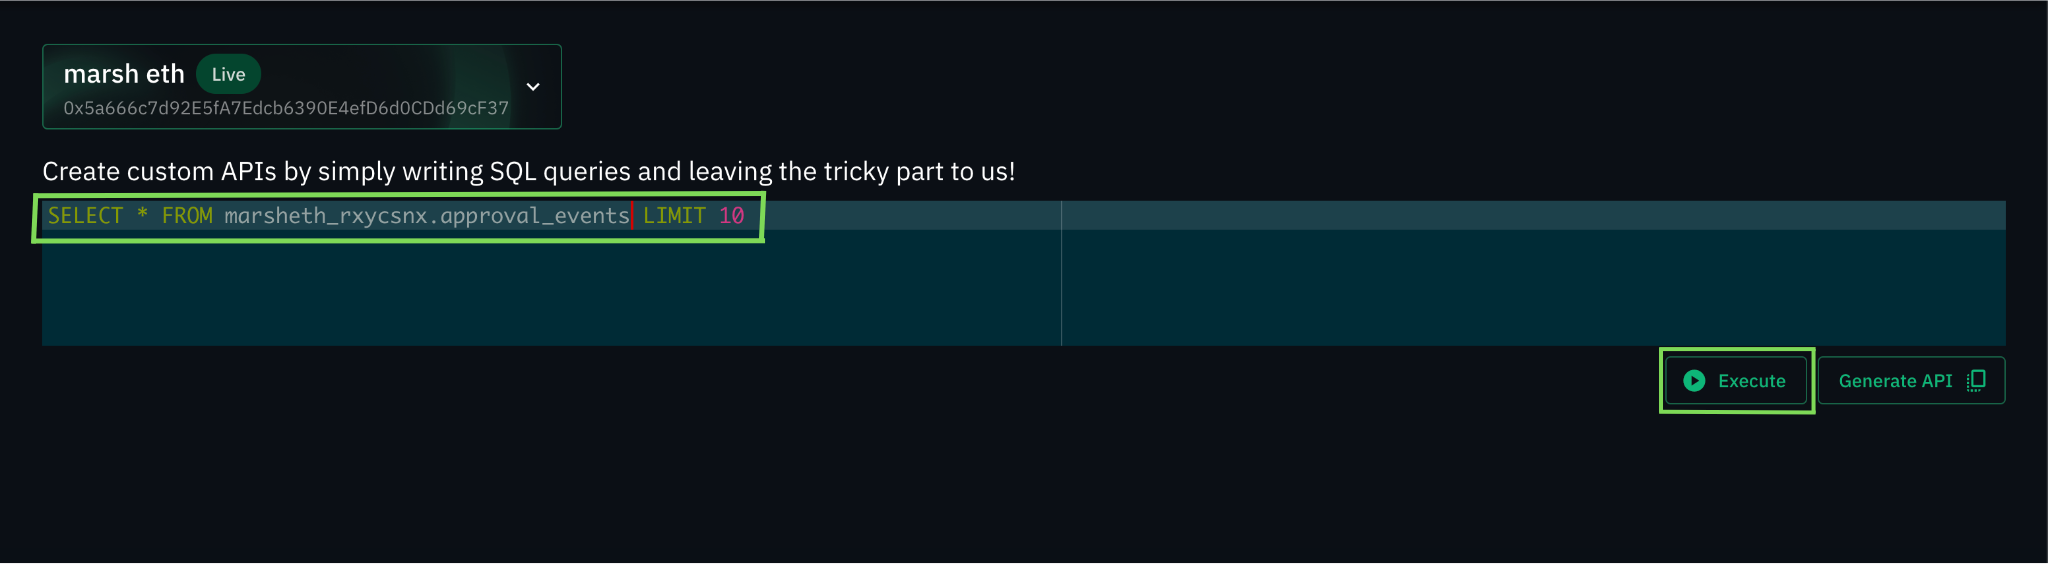 marsh eth Live
0x5a666c7d92E5fA7Edcb6390E4efD6d0CDd69cF37
Create custom APIs by simply writing SQL queries and leaving the tricky part to us!
SELECT * FROM marsheth_rxycsnx.approval_events LIMIT 10
Execute Generate API